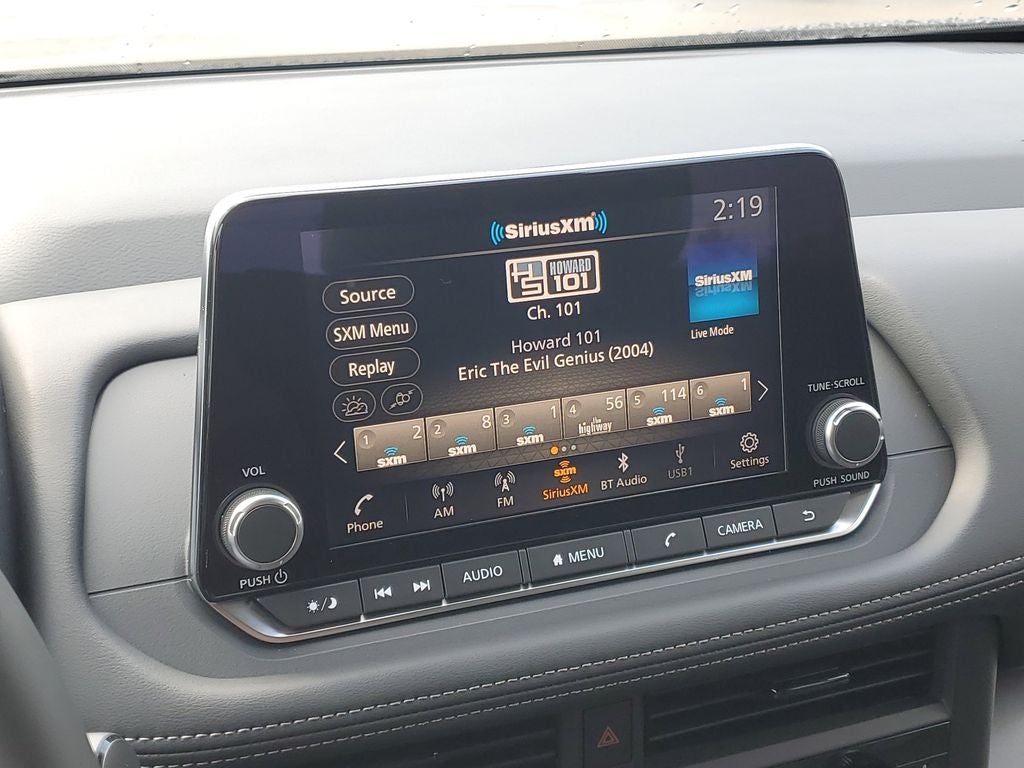 2:19
SiriusXM
HS HOWARD 101
SiriusXM
Ch. 101
Live Mode
Source
SXM Menu
Replay
Howard 101
Eric The Evil Genius (2004)
1 2 sxm
2 8 sxm
3 1 sxm
4 56 the highway
5 114 sxm
6 1 sxm
Phone
AM
FM
sxm
SiriusXM
BT Audio
USB1
Settings
VOL
PUSH
TUNE·SCROLL
PUSH SOUND
AUDIO
MENU
CAMERA